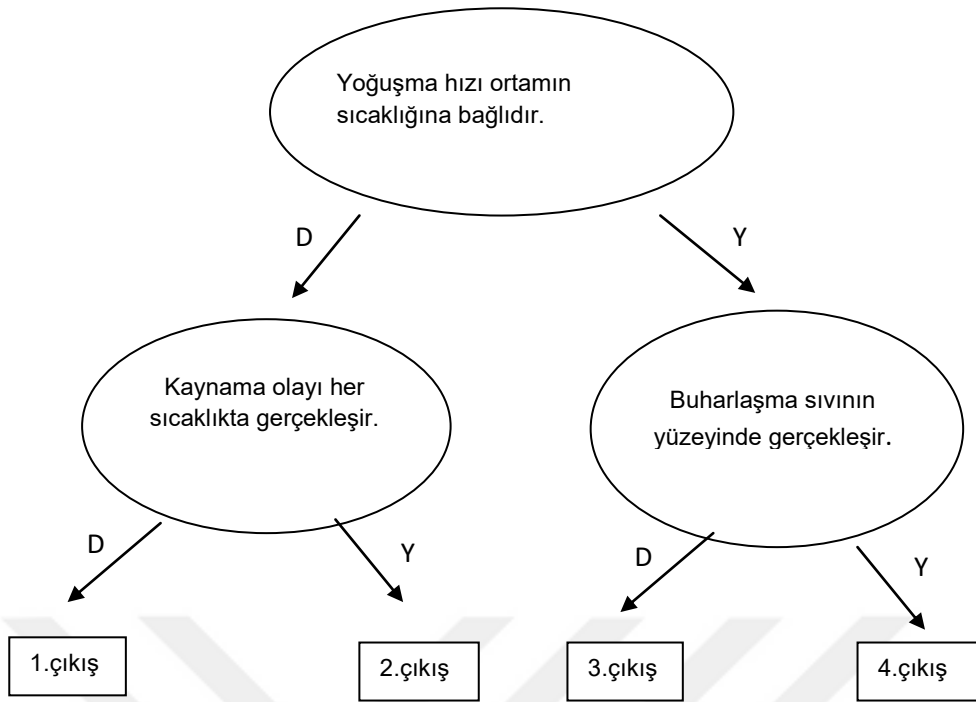 Yoğuşma hızı ortamın
sıcaklığına bağlıdır.
D
Y
Kaynama olayı her
sıcaklıkta gerçekleşir.
Buharlaşma sıvının
yüzeyinde gerçekleşir.
D
Y
D
Y
1.çıkış
2.çıkış
3.çıkış
4.çıkış